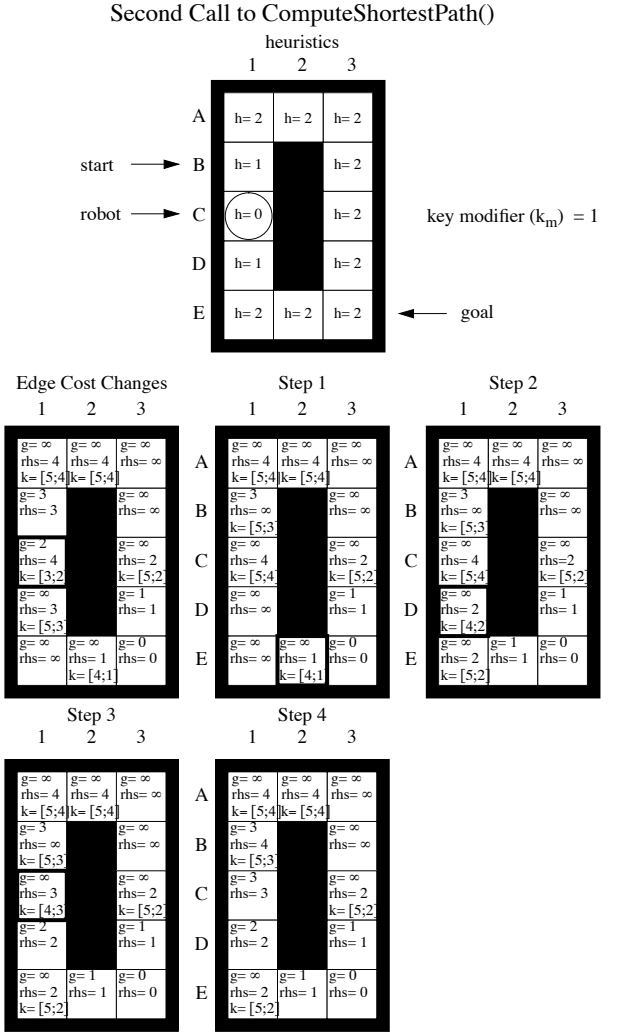 Second Call to ComputeShortestPath()
heuristics
1 2 3
A h= 2 h= 2 h= 2
start B h= 1 h= 2
robot C h= 0 h= 2 key modifier (km) = 1
D h= 1 h= 2
E h= 2 h= 2 h= 2 goal
Edge Cost Changes Step 1 Step 2
1 2 3 1 2 3 1 2 3
g= ∞ g= ∞ g= ∞ g= ∞ g= ∞ g= ∞ g= ∞ g= ∞ g= ∞
rhs= 4 rhs= 4 rhs= ∞ A rhs= 4 rhs= 4 rhs= ∞ A rhs= 4 rhs= 4 rhs= ∞
k= [5;4] k= [5;4] k= [5;4] k= [5;4] k= [5;4] k= [5;4]
g= 3 g= ∞ g= 3 g= ∞ g= 3 g= ∞
rhs= 3 rhs= ∞ B rhs= ∞ rhs= ∞ B rhs= ∞ rhs= ∞
k= [5;3] k= [5;3]
g= 2 g= ∞ g= ∞ g= ∞ g= ∞ g= ∞
rhs= 4 rhs= 2 C rhs= 4 rhs= 2 C rhs= 4 rhs=2
k= [3;2] k= [5;2] k= [5;4] k= [5;2] k= [5;4] k= [5;2]
g= ∞ g= 1 g= ∞ g= 1 g= ∞ g= 1
rhs= 3 rhs= 1 D rhs= ∞ rhs= 1 D rhs= 2 rhs= 1
k= [5;3] k= [4;2]
g= ∞ g= ∞ g= 0 g= ∞ g= ∞ g= 0 g= ∞ g= 1 g= 0
rhs= ∞ rhs= 1 rhs= 0 E rhs= ∞ rhs= 1 rhs= 0 E rhs= 2 rhs= 1 rhs= 0
k= [4;1] k= [4;1] k= [5;2]
Step 3 Step 4
1 2 3 1 2 3
g= ∞ g= ∞ g= ∞ g= ∞ g= ∞ g= ∞
rhs= 4 rhs= 4 rhs= ∞ A rhs= 4 rhs= 4 rhs= ∞
k= [5;4] k= [5;4] k= [5;4] k= [5;4]
g= 3 g= ∞ g= 3 g= ∞
rhs= ∞ rhs= ∞ B rhs= 4 rhs= ∞
k= [5;3] k= [5;3]
g= ∞ g= ∞ g= 3 g= ∞
rhs= 3 rhs= 2 C rhs= 3 rhs= 2
k= [4;3] k= [5;2] k= [5;2]
g= 2 g= 1 g= 2 g= 1
rhs= 2 rhs= 1 D rhs= 2 rhs= 1
g= ∞ g= 1 g= 0 g= ∞ g= 1 g= 0
rhs= 2 rhs= 1 rhs= 0 E rhs= 2 rhs= 1 rhs= 0
k= [5;2] k= [5;2]